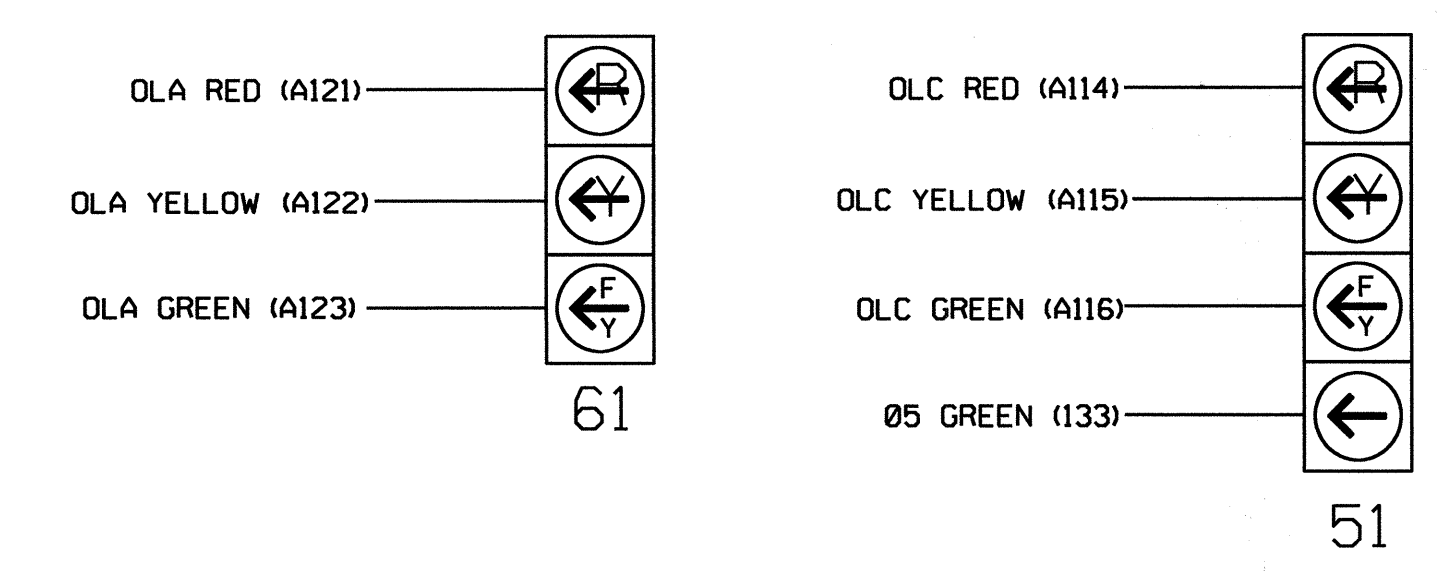 OLA RED (A121)
R
OLA YELLOW (A122)
Y
OLA GREEN (A123)
F
Y
61
OLC RED (A114)
R
OLC YELLOW (A115)
Y
OLC GREEN (A116)
F
Y
Ø5 GREEN (133)
51